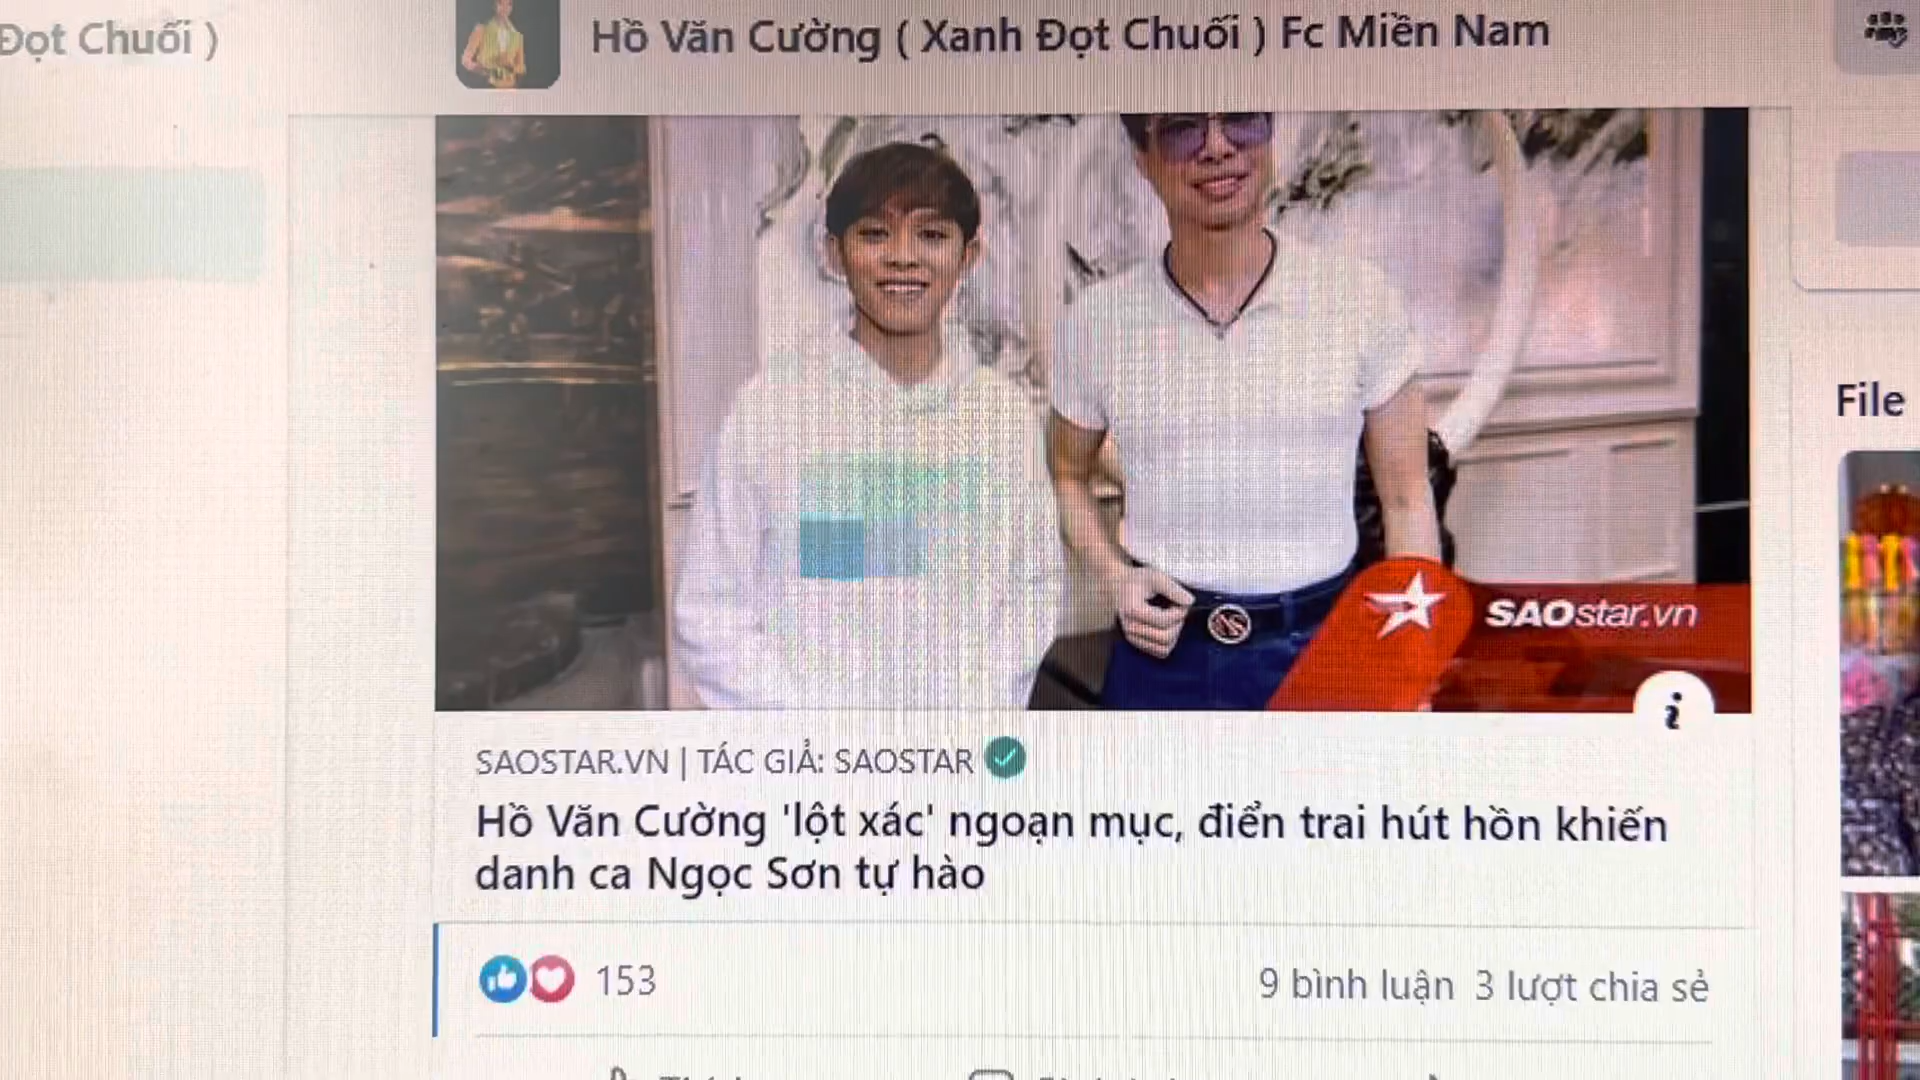 Đọt Chuối )
Hồ Văn Cường ( Xanh Đọt Chuối ) Fc Miền Nam
File
SAOstar.vn
SAOSTAR.VN | TÁC GIẢ: SAOSTAR
Hồ Văn Cường 'lột xác' ngoạn mục, điển trai hút hồn khiến
danh ca Ngọc Sơn tự hào
153
9 bình luận 3 lượt chia sẻ